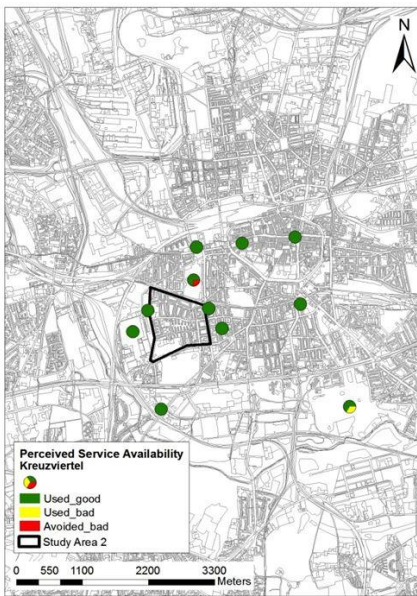 N
Perceived Service Availability
Kreuzviertel
Used_good
Used_bad
Avoided_bad
Study Area 2
0 550 1100 2200 3300
Meters